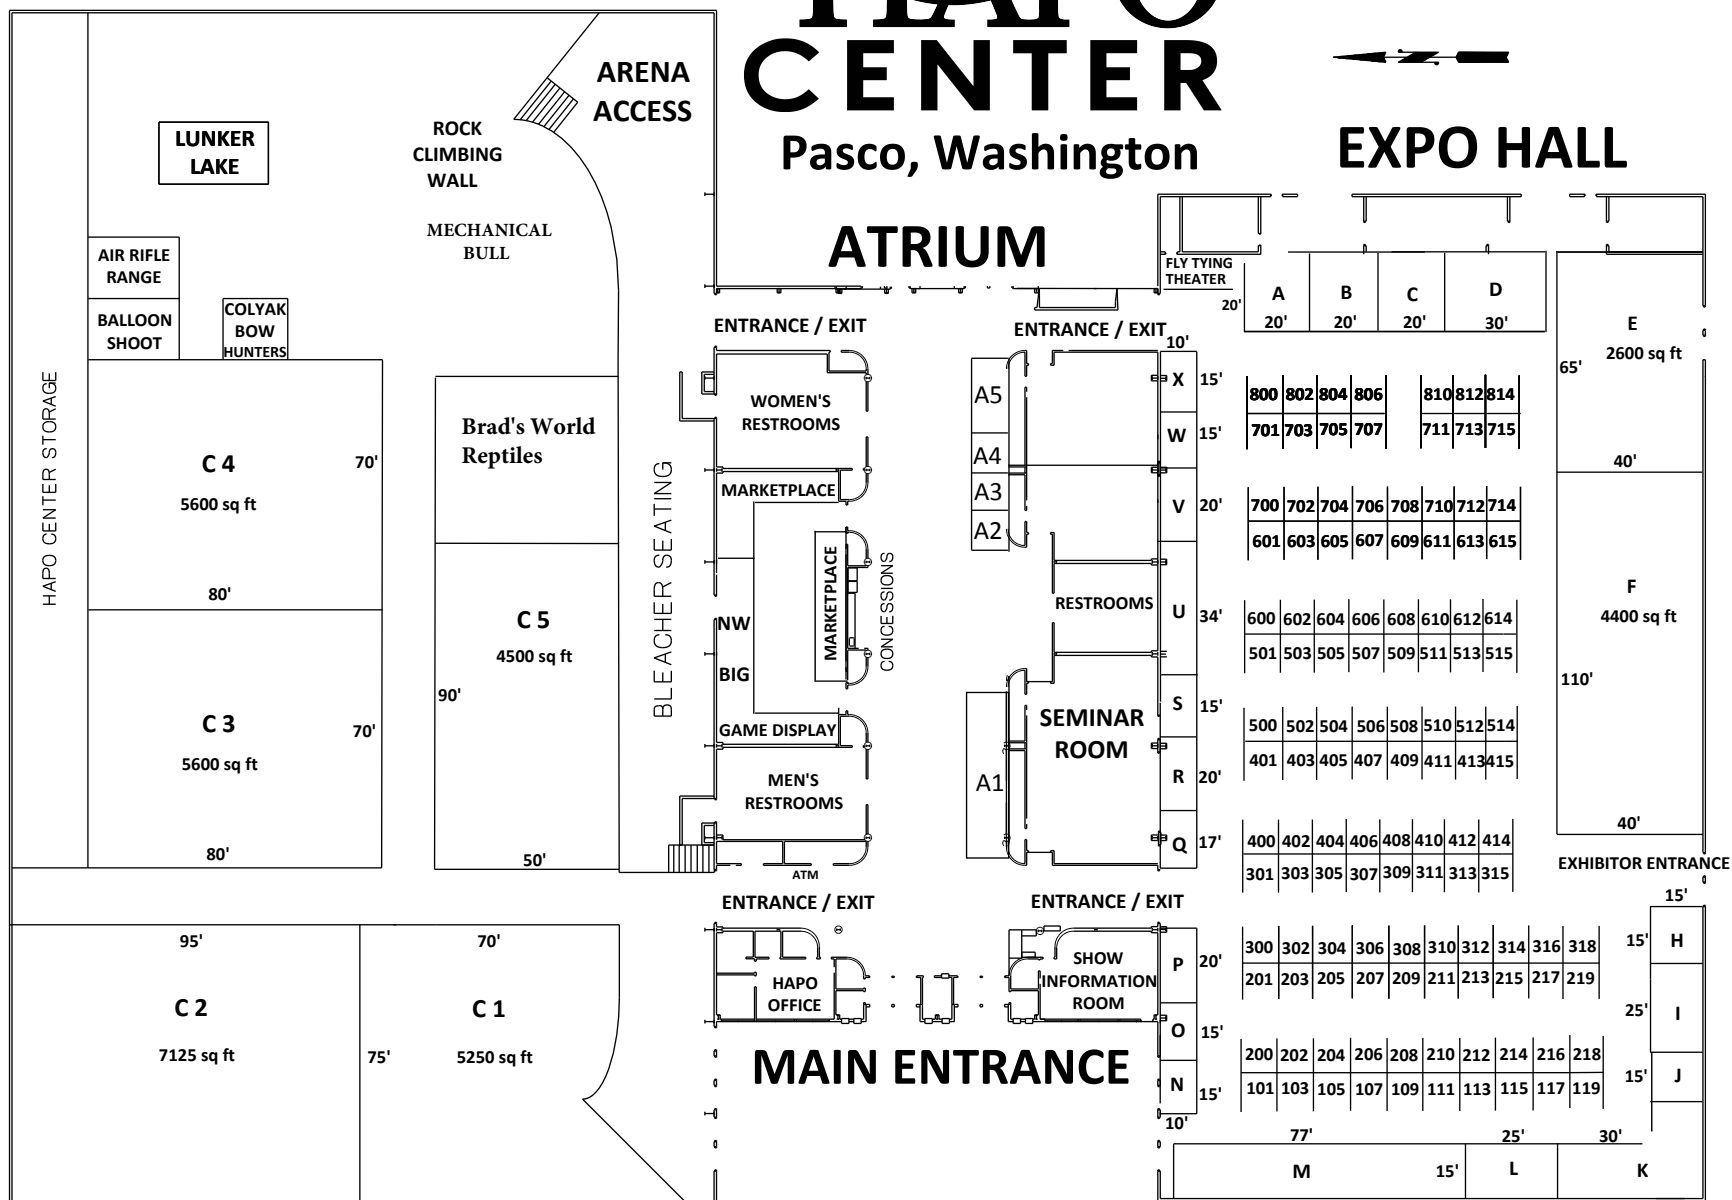 HAPO
CENTER
Pasco, Washington
EXPO HALL
ATRIUM
ARENA
ACCESS
LUNKER
LAKE
ROCK
CLIMBING
WALL
MECHANICAL
BULL
AIR RIFLE
RANGE
BALLOON
SHOOT
COLYAK
BOW
HUNTERS
HAPO CENTER STORAGE
C 4
5600 sq ft
70'
80'
C 3
5600 sq ft
70'
80'
Brad's World
Reptiles
C 5
4500 sq ft
90'
50'
BLEACHER SEATING
95'
C 2
7125 sq ft
75'
70'
C 1
5250 sq ft
ENTRANCE / EXIT
WOMEN'S
RESTROOMS
MARKETPLACE
MARKETPLACE
CONCESSIONS
NW
BIG
GAME DISPLAY
MEN'S
RESTROOMS
ATM
ENTRANCE / EXIT
HAPO
OFFICE
MAIN ENTRANCE
ENTRANCE / EXIT
A5
A4
A3
A2
A1
RESTROOMS
SEMINAR
ROOM
ENTRANCE / EXIT
SHOW
INFORMATION
ROOM
FLY TYING
THEATER
20'
A
20'
B
20'
C
20'
D
30'
E
2600 sq ft
65'
40'
F
4400 sq ft
110'
40'
EXHIBITOR ENTRANCE
10'
X 15'
W 15'
V 20'
U 34'
S 15'
R 20'
Q 17'
P 20'
O 15'
N 15'
10'
800 802 804 806 810 812 814
701 703 705 707 711 713 715
700 702 704 706 708 710 712 714
601 603 605 607 609 611 613 615
600 602 604 606 608 610 612 614
501 503 505 507 509 511 513 515
500 502 504 506 508 510 512 514
401 403 405 407 409 411 413 415
400 402 404 406 408 410 412 414
301 303 305 307 309 311 313 315
300 302 304 306 308 310 312 314 316 318
201 203 205 207 209 211 213 215 217 219
200 202 204 206 208 210 212 214 216 218
101 103 105 107 109 111 113 115 117 119
15'
15' H
25' I
15' J
77'
25'
30'
M
15'
L
K